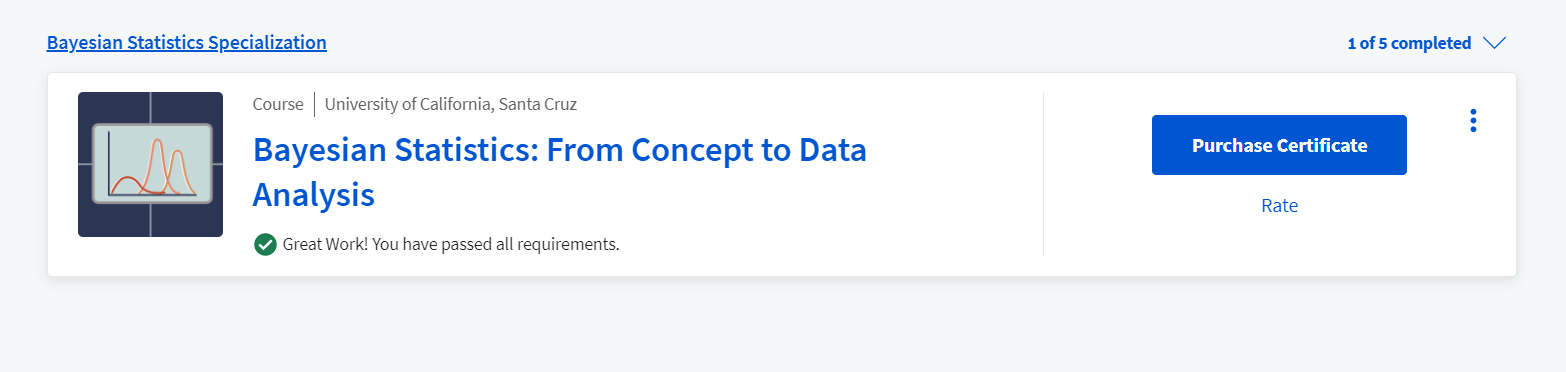 Bayesian Statistics Specialization
1 of 5 completed
Course | University of California, Santa Cruz
Bayesian Statistics: From Concept to Data
Analysis
Great Work! You have passed all requirements.
Purchase Certificate
Rate